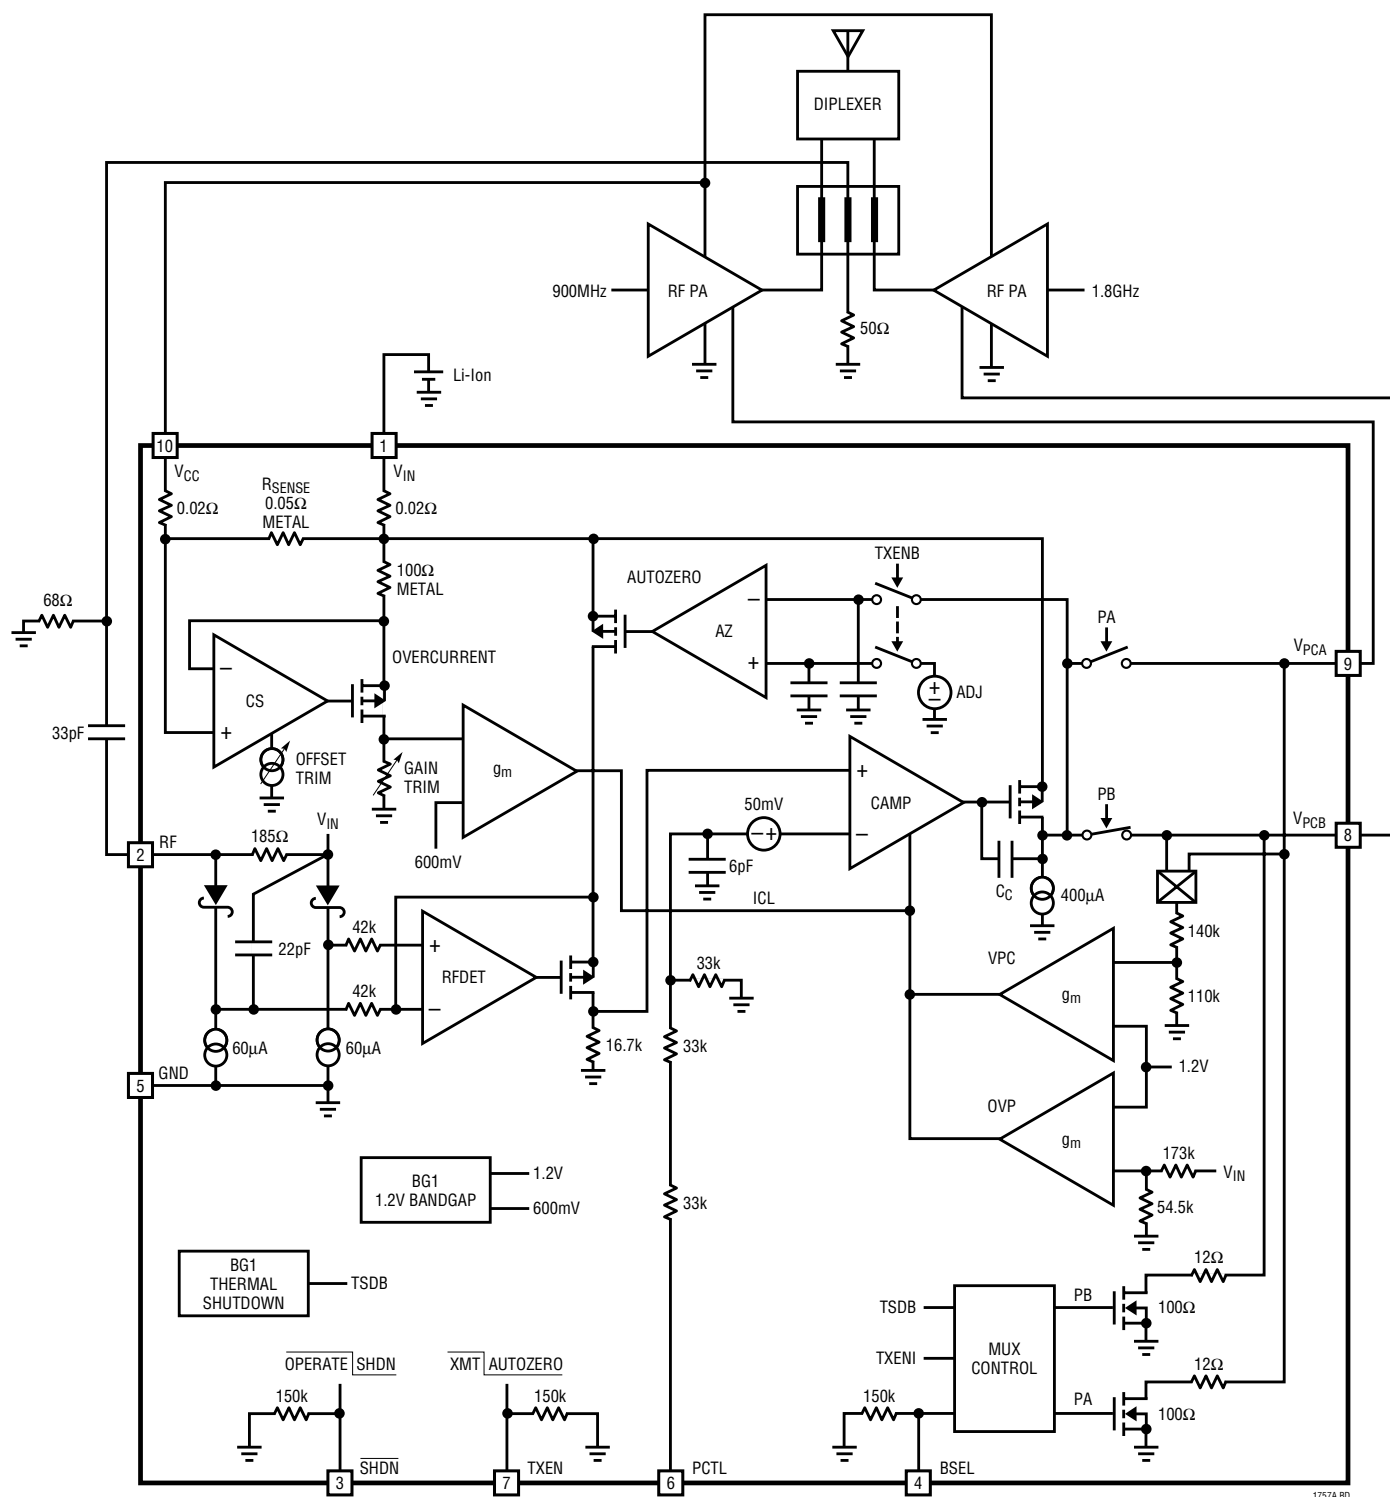 DIPLEXER
900MHz
RF PA
RF PA
1.8GHz
50Ω
Li-Ion
10
1
VCC
VIN
0.02Ω
RSENSE
0.05Ω
METAL
0.02Ω
100Ω
METAL
AUTOZERO
TXENB
68Ω
–
AZ
+
PA
VPCA
9
OVERCURRENT
–
CS
+
ADJ
+
–
33pF
OFFSET
TRIM
GAIN
TRIM
gm
600mV
50mV
–+
+
CAMP
–
PB
VPCB
8
2
RF
185Ω
VIN
6pF
ICL
CC
400µA
22pF
42k
42k
+
RFDET
–
33k
VPC
gm
140k
110k
60µA
60µA
16.7k
33k
5
GND
1.2V
OVP
gm
173k
VIN
54.5k
BG1
1.2V BANDGAP
1.2V
600mV
33k
BG1
THERMAL
SHUTDOWN
TSDB
12Ω
TSDB
TXENI
MUX
CONTROL
PB
100Ω
12Ω
PA
100Ω
OPERATE SHDN
XMT AUTOZERO
150k
150k
150k
3
SHDN
7
TXEN
6
PCTL
4
BSEL
1757A BD